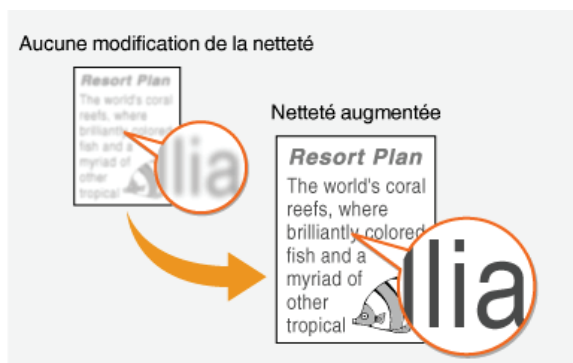 Aucune modification de la netteté
Resort Plan
The world's coral
reefs, where
brilliantly colored
fish and a
myriad of
other
tropical
lia
Netteté augmentée
Resort Plan
The world's coral
reefs, where
brilliantly colored
fish and a
myriad of
other
tropical
llia